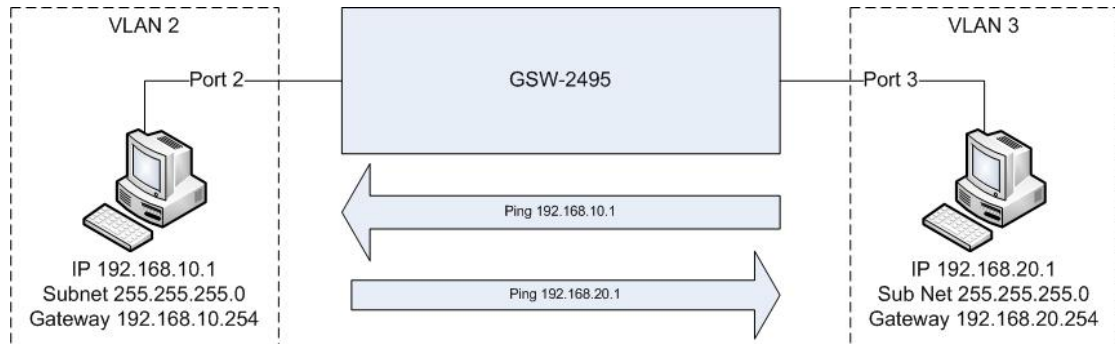 VLAN 2
Port 2
GSW-2495
Port 3
VLAN 3
Ping 192.168.10.1
Ping 192.168.20.1
IP 192.168.10.1
Subnet 255.255.255.0
Gateway 192.168.10.254
IP 192.168.20.1
Sub Net 255.255.255.0
Gateway 192.168.20.254